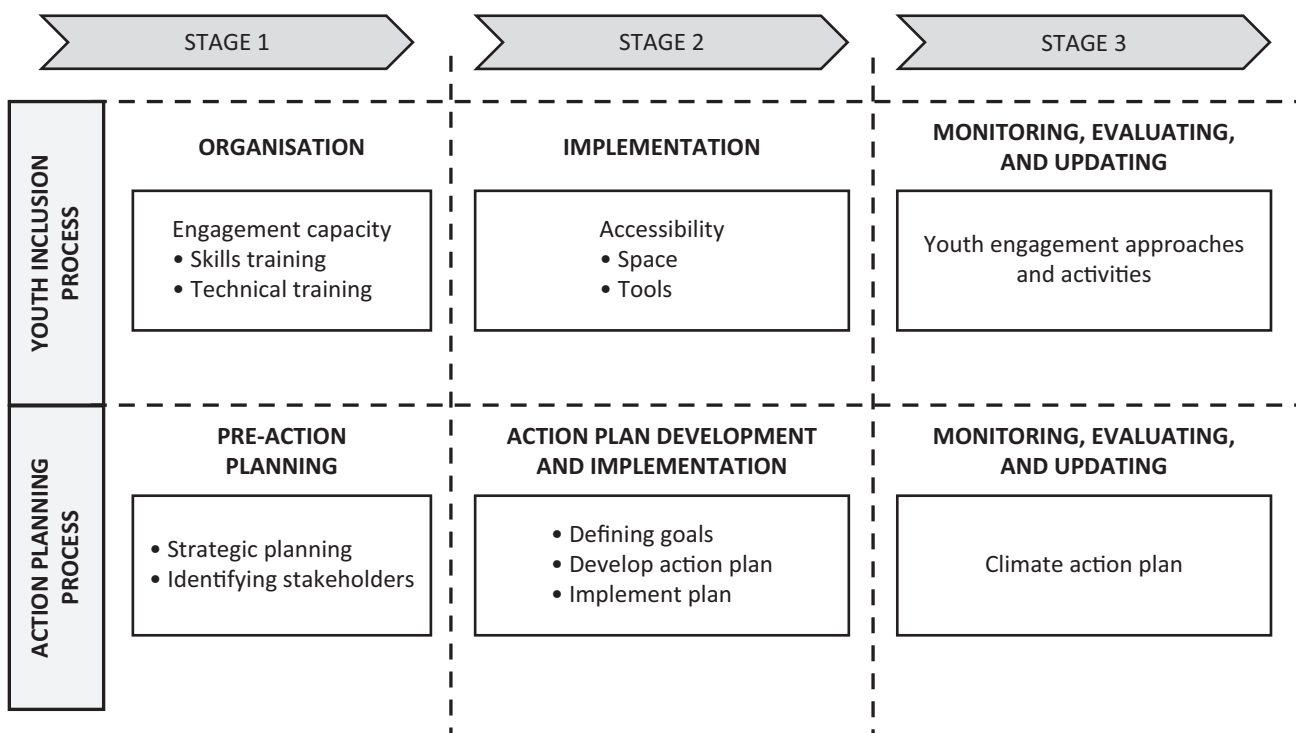 STAGE 1
STAGE 2
STAGE 3
YOUTH INCLUSION
PROCESS
ORGANISATION
Engagement capacity
• Skills training
• Technical training
IMPLEMENTATION
Accessibility
• Space
• Tools
MONITORING, EVALUATING,
AND UPDATING
Youth engagement approaches
and activities
ACTION PLANNING
PROCESS
PRE-ACTION
PLANNING
• Strategic planning
• Identifying stakeholders
ACTION PLAN DEVELOPMENT
AND IMPLEMENTATION
• Defining goals
• Develop action plan
• Implement plan
MONITORING, EVALUATING,
AND UPDATING
Climate action plan